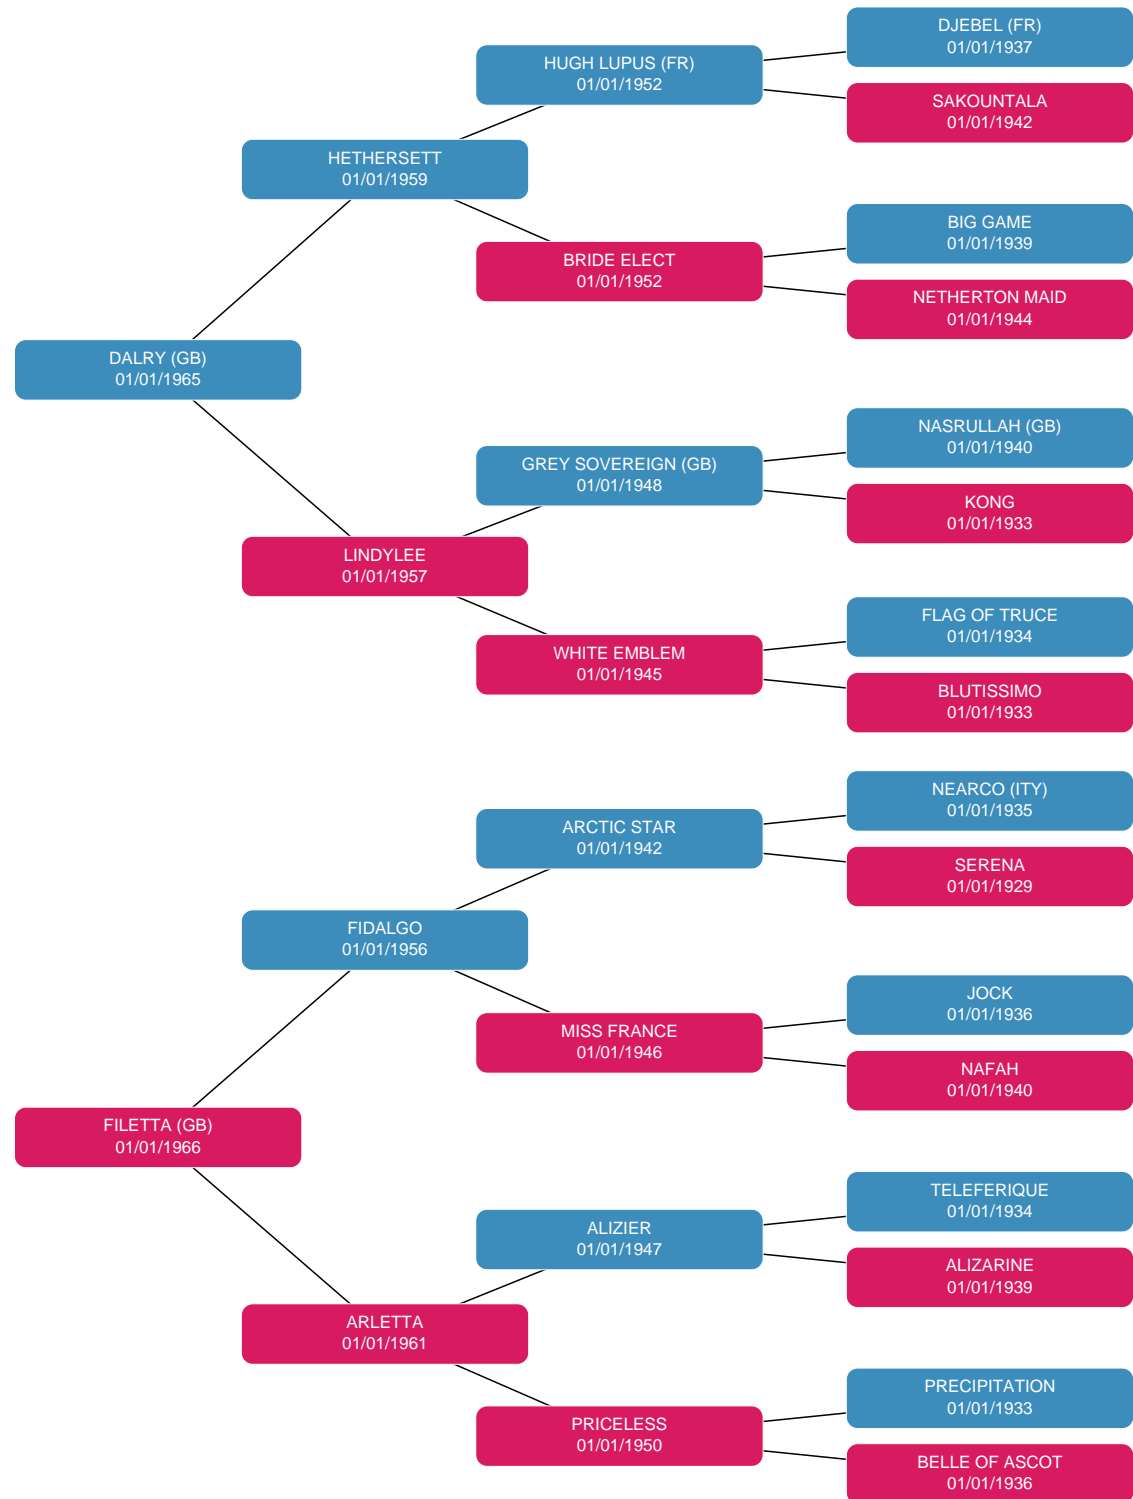 DJEBEL (FR)
01/01/1937
HUGH LUPUS (FR)
01/01/1952
SAKOUNTALA
01/01/1942
HETHERSETT
01/01/1959
BIG GAME
01/01/1939
BRIDE ELECT
01/01/1952
NETHERTON MAID
01/01/1944
DALRY (GB)
01/01/1965
NASRULLAH (GB)
01/01/1940
GREY SOVEREIGN (GB)
01/01/1948
KONG
01/01/1933
LINDYLEE
01/01/1957
FLAG OF TRUCE
01/01/1934
WHITE EMBLEM
01/01/1945
BLUTISSIMO
01/01/1933
NEARCO (ITY)
01/01/1935
ARCTIC STAR
01/01/1942
SERENA
01/01/1929
FIDALGO
01/01/1956
JOCK
01/01/1936
MISS FRANCE
01/01/1946
NAFAH
01/01/1940
FILETTA (GB)
01/01/1966
TELEFERIQUE
01/01/1934
ALIZIER
01/01/1947
ALIZARINE
01/01/1939
ARLETTA
01/01/1961
PRECIPITATION
01/01/1933
PRICELESS
01/01/1950
BELLE OF ASCOT
01/01/1936